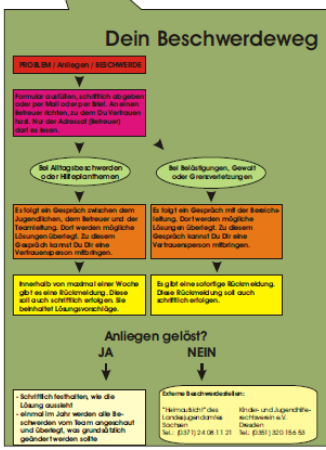 Dein Beschwerdeweg
PROBLEM / Anliegen / BESCHWERDE
Formular ausfüllen, schriftlich abgeben
oder per Mail oder per Brief. An einen
Betreuer richten, zu dem Du Vertrauen
hast. Nur der Adressat (Betreuer)
darf es lesen.
Bei Alltagsbeschwerden
oder Hilfeplanthemen
Bei Belästigungen, Gewalt
oder Grenzverletzungen
Es folgt ein Gespräch zwischen dem
Jugendlichen, dem Betreuer und der
Teamleitung. Dort werden mögliche
Lösungen überlegt. Zu diesem
Gespräch kannst Du Dir eine
Vertrauensperson mitbringen.
Es folgt ein Gespräch mit der Bereichs-
leitung. Dort werden mögliche
Lösungen überlegt. Zu diesem
Gespräch kannst Du Dir eine
Vertrauensperson mitbringen.
Innerhalb von maximal einer Woche
gibt es eine Rückmeldung. Diese
soll auch schriftlich erfolgen. Sie
beinhaltet Lösungsvorschläge.
Es gibt eine sofortige Rückmeldung.
Diese Rückmeldung soll auch
schriftlich erfolgen.
Anliegen gelöst?
JA
NEIN
- Schriftlich festhalten, wie die
Lösung aussieht
- einmal im Jahr werden alle Be-
schwerden vom Team angeschaut
und überlegt, was grundsätzlich
geändert werden sollte
Externe Beschwerdestellen:
"Heimaufsicht" des
Landesjugendamtes
Sachsen
Tel.: (0371) 24 08 11 21
Kinder- und Jugendhilfe-
rechtsverein e.V.
Dresden
Tel.: (0351) 320 156 53